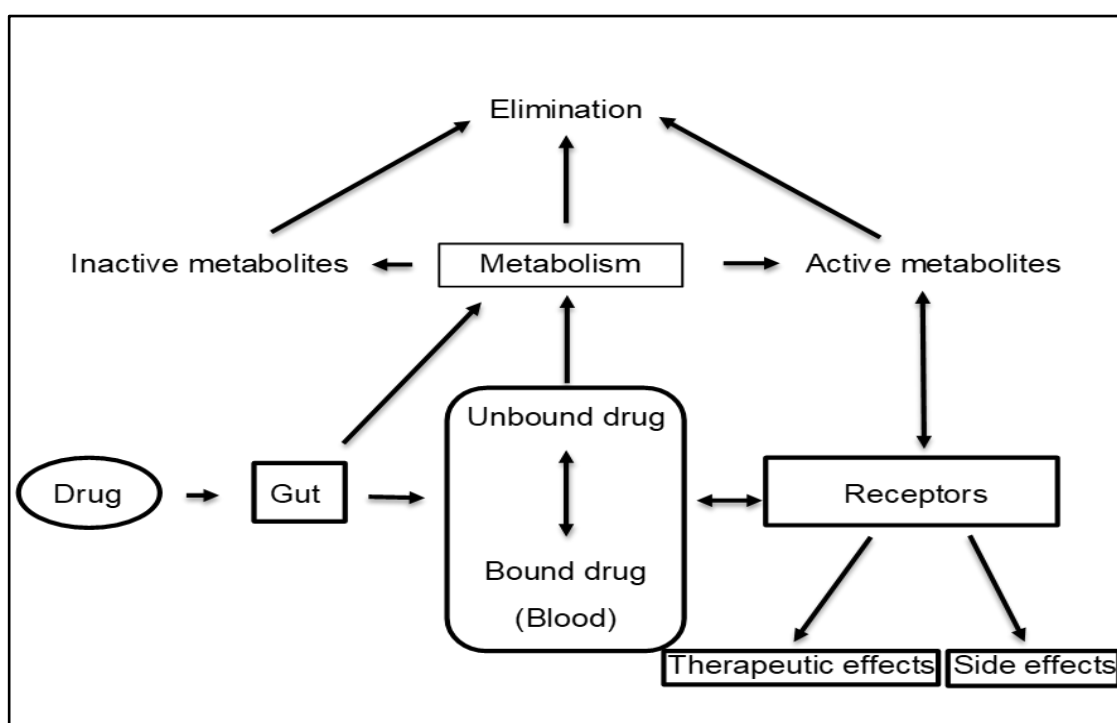 Elimination
Inactive metabolites
Metabolism
Active metabolites
Unbound drug
Drug
Gut
Receptors
Bound drug
(Blood)
Therapeutic effects
Side effects